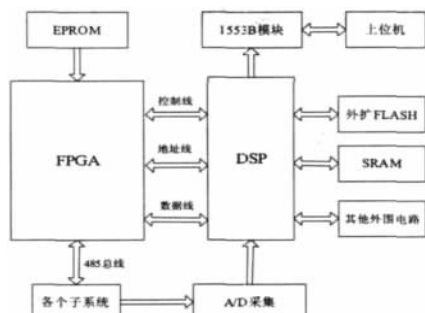 EPROM
1553B模块
上位机
控制线
外扩FLASH
FPGA
地址线
DSP
SRAM
数据线
其他外围电路
485总线
各个子系统
A/D采集